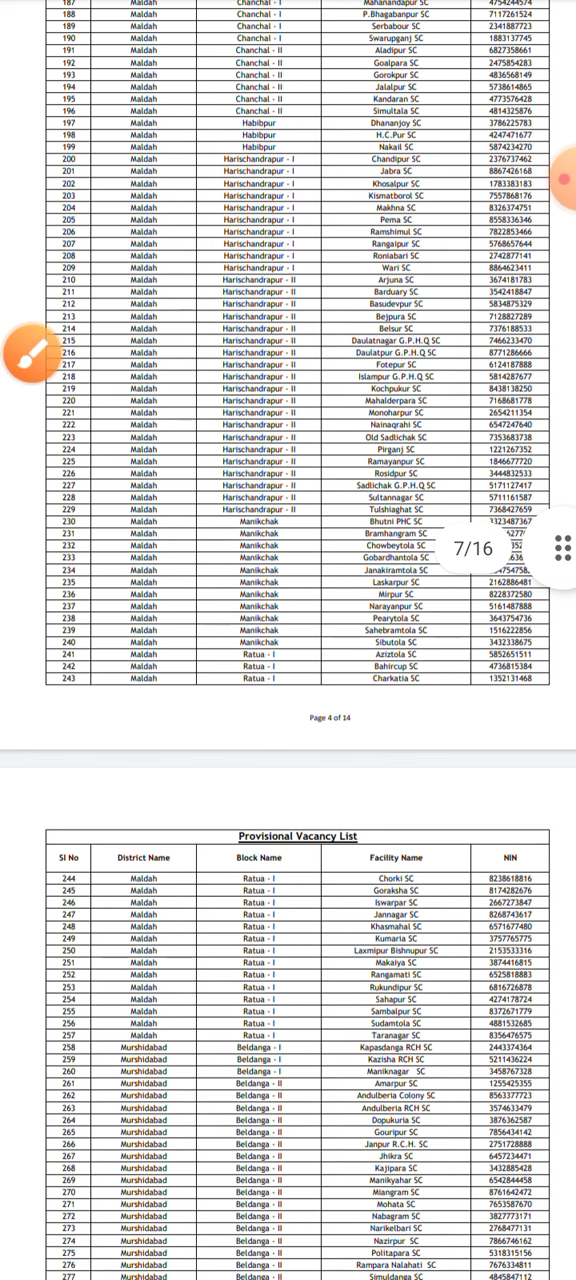 187 Maldah Chanchal - I Mahanandapur SC 4754244574
188 Maldah Chanchal - I P.Bhagabanpur SC 7117261524
189 Maldah Chanchal - I Serbabour SC 2341887723
190 Maldah Chanchal - I Swarupganj SC 1883137745
191 Maldah Chanchal - II Aladipur SC 6827358661
192 Maldah Chanchal - II Goalpara SC 2475854283
193 Maldah Chanchal - II Gorokpur SC 4836568149
194 Maldah Chanchal - II Jalalpur SC 5738614865
195 Maldah Chanchal - II Kandaran SC 4773576428
196 Maldah Chanchal - II Simultala SC 4814325876
197 Maldah Habibpur Dhananjoy SC 3786225783
198 Maldah Habibpur H.C.Pur SC 4247471677
199 Maldah Habibpur Nakail SC 5874234270
200 Maldah Harischandrapur - I Chandipur SC 2376737462
201 Maldah Harischandrapur - I Jabra SC 8867426168
202 Maldah Harischandrapur - I Khosalpur SC 1783383183
203 Maldah Harischandrapur - I Kismatborol SC 7557868176
204 Maldah Harischandrapur - I Makhna SC 8326374751
205 Maldah Harischandrapur - I Pema SC 8558336346
206 Maldah Harischandrapur - I Ramshimul SC 7822853466
207 Maldah Harischandrapur - I Rangaipur SC 5768657644
208 Maldah Harischandrapur - I Roniabari SC 2742877141
209 Maldah Harischandrapur - I Wari SC 8864623411
210 Maldah Harischandrapur - II Arjuna SC 3674181783
211 Maldah Harischandrapur - II Barduary SC 3542418847
212 Maldah Harischandrapur - II Basudevpur SC 5834875329
213 Maldah Harischandrapur - II Bejpura SC 7128827289
214 Maldah Harischandrapur - II Belsur SC 7376188533
215 Maldah Harischandrapur - II Daulatnagar G.P.H.Q SC 7466233470
216 Maldah Harischandrapur - II Daulatpur G.P.H.Q SC 8771286666
217 Maldah Harischandrapur - II Fotepur SC 6124187888
218 Maldah Harischandrapur - II Islampur G.P.H.Q SC 5814287677
219 Maldah Harischandrapur - II Kochpukur SC 8438138250
220 Maldah Harischandrapur - II Mahalderpara SC 7168681778
221 Maldah Harischandrapur - II Monoharpur SC 2654211354
222 Maldah Harischandrapur - II Nainagrahi SC 6547247640
223 Maldah Harischandrapur - II Old Sadlichak SC 7353683738
224 Maldah Harischandrapur - II Pirganj SC 1221267352
225 Maldah Harischandrapur - II Ramayanpur SC 1846677720
226 Maldah Harischandrapur - II Rosidpur SC 3444832533
227 Maldah Harischandrapur - II Sadlichak G.P.H.Q SC 5171127417
228 Maldah Harischandrapur - II Sultannagar SC 5711161587
229 Maldah Harischandrapur - II Tulshiaghat SC 7368427659
230 Maldah Manikchak Bhutni PHC SC
231 Maldah Manikchak Bramhangram SC
232 Maldah Manikchak Chowbeytola SC
233 Maldah Manikchak Gobardhantola SC
234 Maldah Manikchak Janakiramtola SC
235 Maldah Manikchak Laskarpur SC 2162886481
236 Maldah Manikchak Mirpur SC 8228372580
237 Maldah Manikchak Narayanpur SC 5161487888
238 Maldah Manikchak Pearytola SC 3643754736
239 Maldah Manikchak Sahebramtola SC 1516222856
240 Maldah Manikchak Sibutola SC 3432338675
241 Maldah Ratua - I Aziztola SC 5852651511
242 Maldah Ratua - I Bahircup SC 4736815384
243 Maldah Ratua - I Charkatia SC 1352131468
7/16
Page 4 of 14
Provisional Vacancy List
Sl No District Name Block Name Facility Name NIN
244 Maldah Ratua - I Chorki SC 8238618816
245 Maldah Ratua - I Goraksha SC 8174282676
246 Maldah Ratua - I Iswarpar SC 2667273847
247 Maldah Ratua - I Jannagar SC 8268743617
248 Maldah Ratua - I Khasmahal SC 6571677480
249 Maldah Ratua - I Kumaria SC 3757765775
250 Maldah Ratua - I Laxmipur Bishnupur SC 2153533316
251 Maldah Ratua - I Makaiya SC 3874416815
252 Maldah Ratua - I Rangamati SC 6525818883
253 Maldah Ratua - I Rukundipur SC 6816726878
254 Maldah Ratua - I Sahapur SC 4274178724
255 Maldah Ratua - I Sambalpur SC 8372671779
256 Maldah Ratua - I Sudamtola SC 4881532685
257 Maldah Ratua - I Taranagar SC 8356476575
258 Murshidabad Beldanga - I Kapasdanga RCH SC 2443374364
259 Murshidabad Beldanga - I Kazisha RCH SC 5211436224
260 Murshidabad Beldanga - I Maniknagar SC 3458767328
261 Murshidabad Beldanga - II Amarpur SC 1255425355
262 Murshidabad Beldanga - II Andulberia Colony SC 8563377723
263 Murshidabad Beldanga - II Andulberia RCH SC 3574633479
264 Murshidabad Beldanga - II Dopukuria SC 3876362587
265 Murshidabad Beldanga - II Gouripur SC 7856434142
266 Murshidabad Beldanga - II Janpur R.C.H. SC 2751728888
267 Murshidabad Beldanga - II Jhikra SC 6457234471
268 Murshidabad Beldanga - II Kajipara SC 3432885428
269 Murshidabad Beldanga - II Manikyahar SC 6542844458
270 Murshidabad Beldanga - II Miangram SC 8761642472
271 Murshidabad Beldanga - II Mohata SC 7653587670
272 Murshidabad Beldanga - II Nabagram SC 3827773171
273 Murshidabad Beldanga - II Narikelbari SC 2768477131
274 Murshidabad Beldanga - II Nazirpur SC 7866746162
275 Murshidabad Beldanga - II Politapara SC 5318315156
276 Murshidabad Beldanga - II Rampara Nalahati SC 7676334811
277 Murshidabad Beldanga - II Simuldanga SC 4845847112